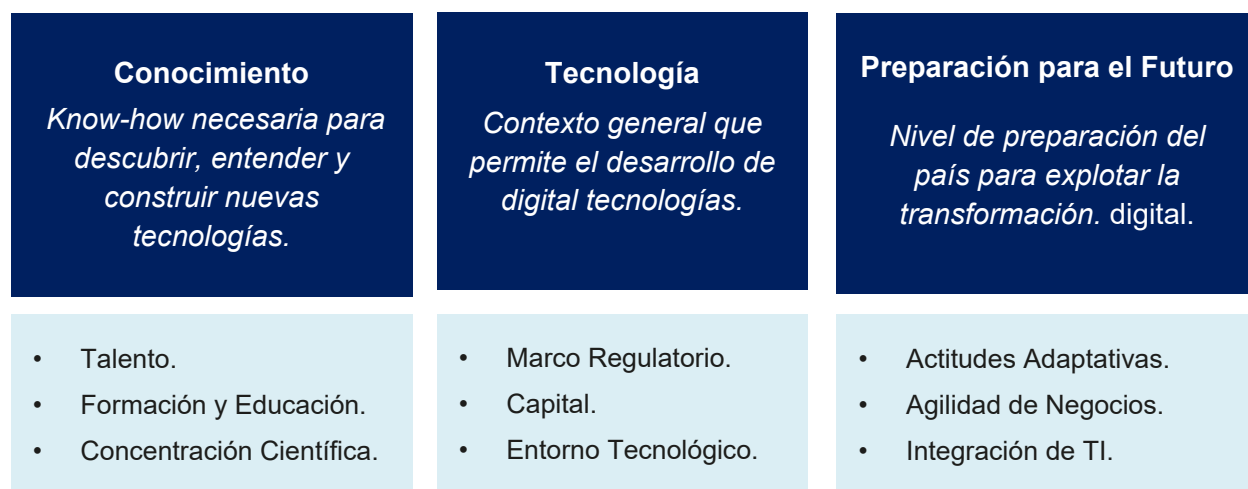 Conocimiento
Know-how necesaria para
descubrir, entender y
construir nuevas
tecnologías.
• Talento.
• Formación y Educación.
• Concentración Científica.
Tecnología
Contexto general que
permite el desarrollo de
digital tecnologías.
• Marco Regulatorio.
• Capital.
• Entorno Tecnológico.
Preparación para el Futuro
Nivel de preparación del
país para explotar la
transformación. digital.
• Actitudes Adaptativas.
• Agilidad de Negocios.
• Integración de TI.